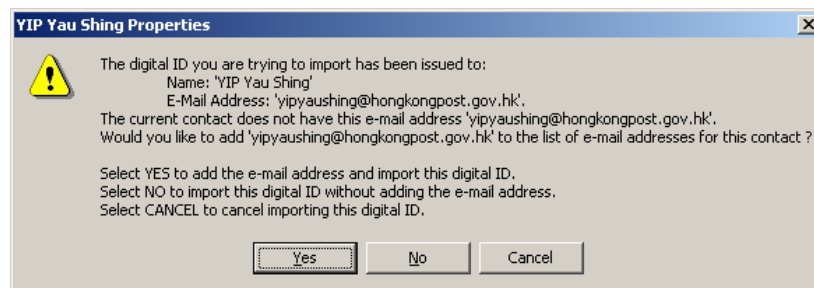 YIP Yau Shing Properties
The digital ID you are trying to import has been issued to:
Name: 'YIP Yau Shing'
E-Mail Address: 'yipyaushing@hongkongpost.gov.hk'.
The current contact does not have this e-mail address 'yipyaushing@hongkongpost.gov.hk'.
Would you like to add 'yipyaushing@hongkongpost.gov.hk' to the list of e-mail addresses for this contact ?
Select YES to add the e-mail address and import this digital ID.
Select NO to import this digital ID without adding the e-mail address.
Select CANCEL to cancel importing this digital ID.
Yes No Cancel